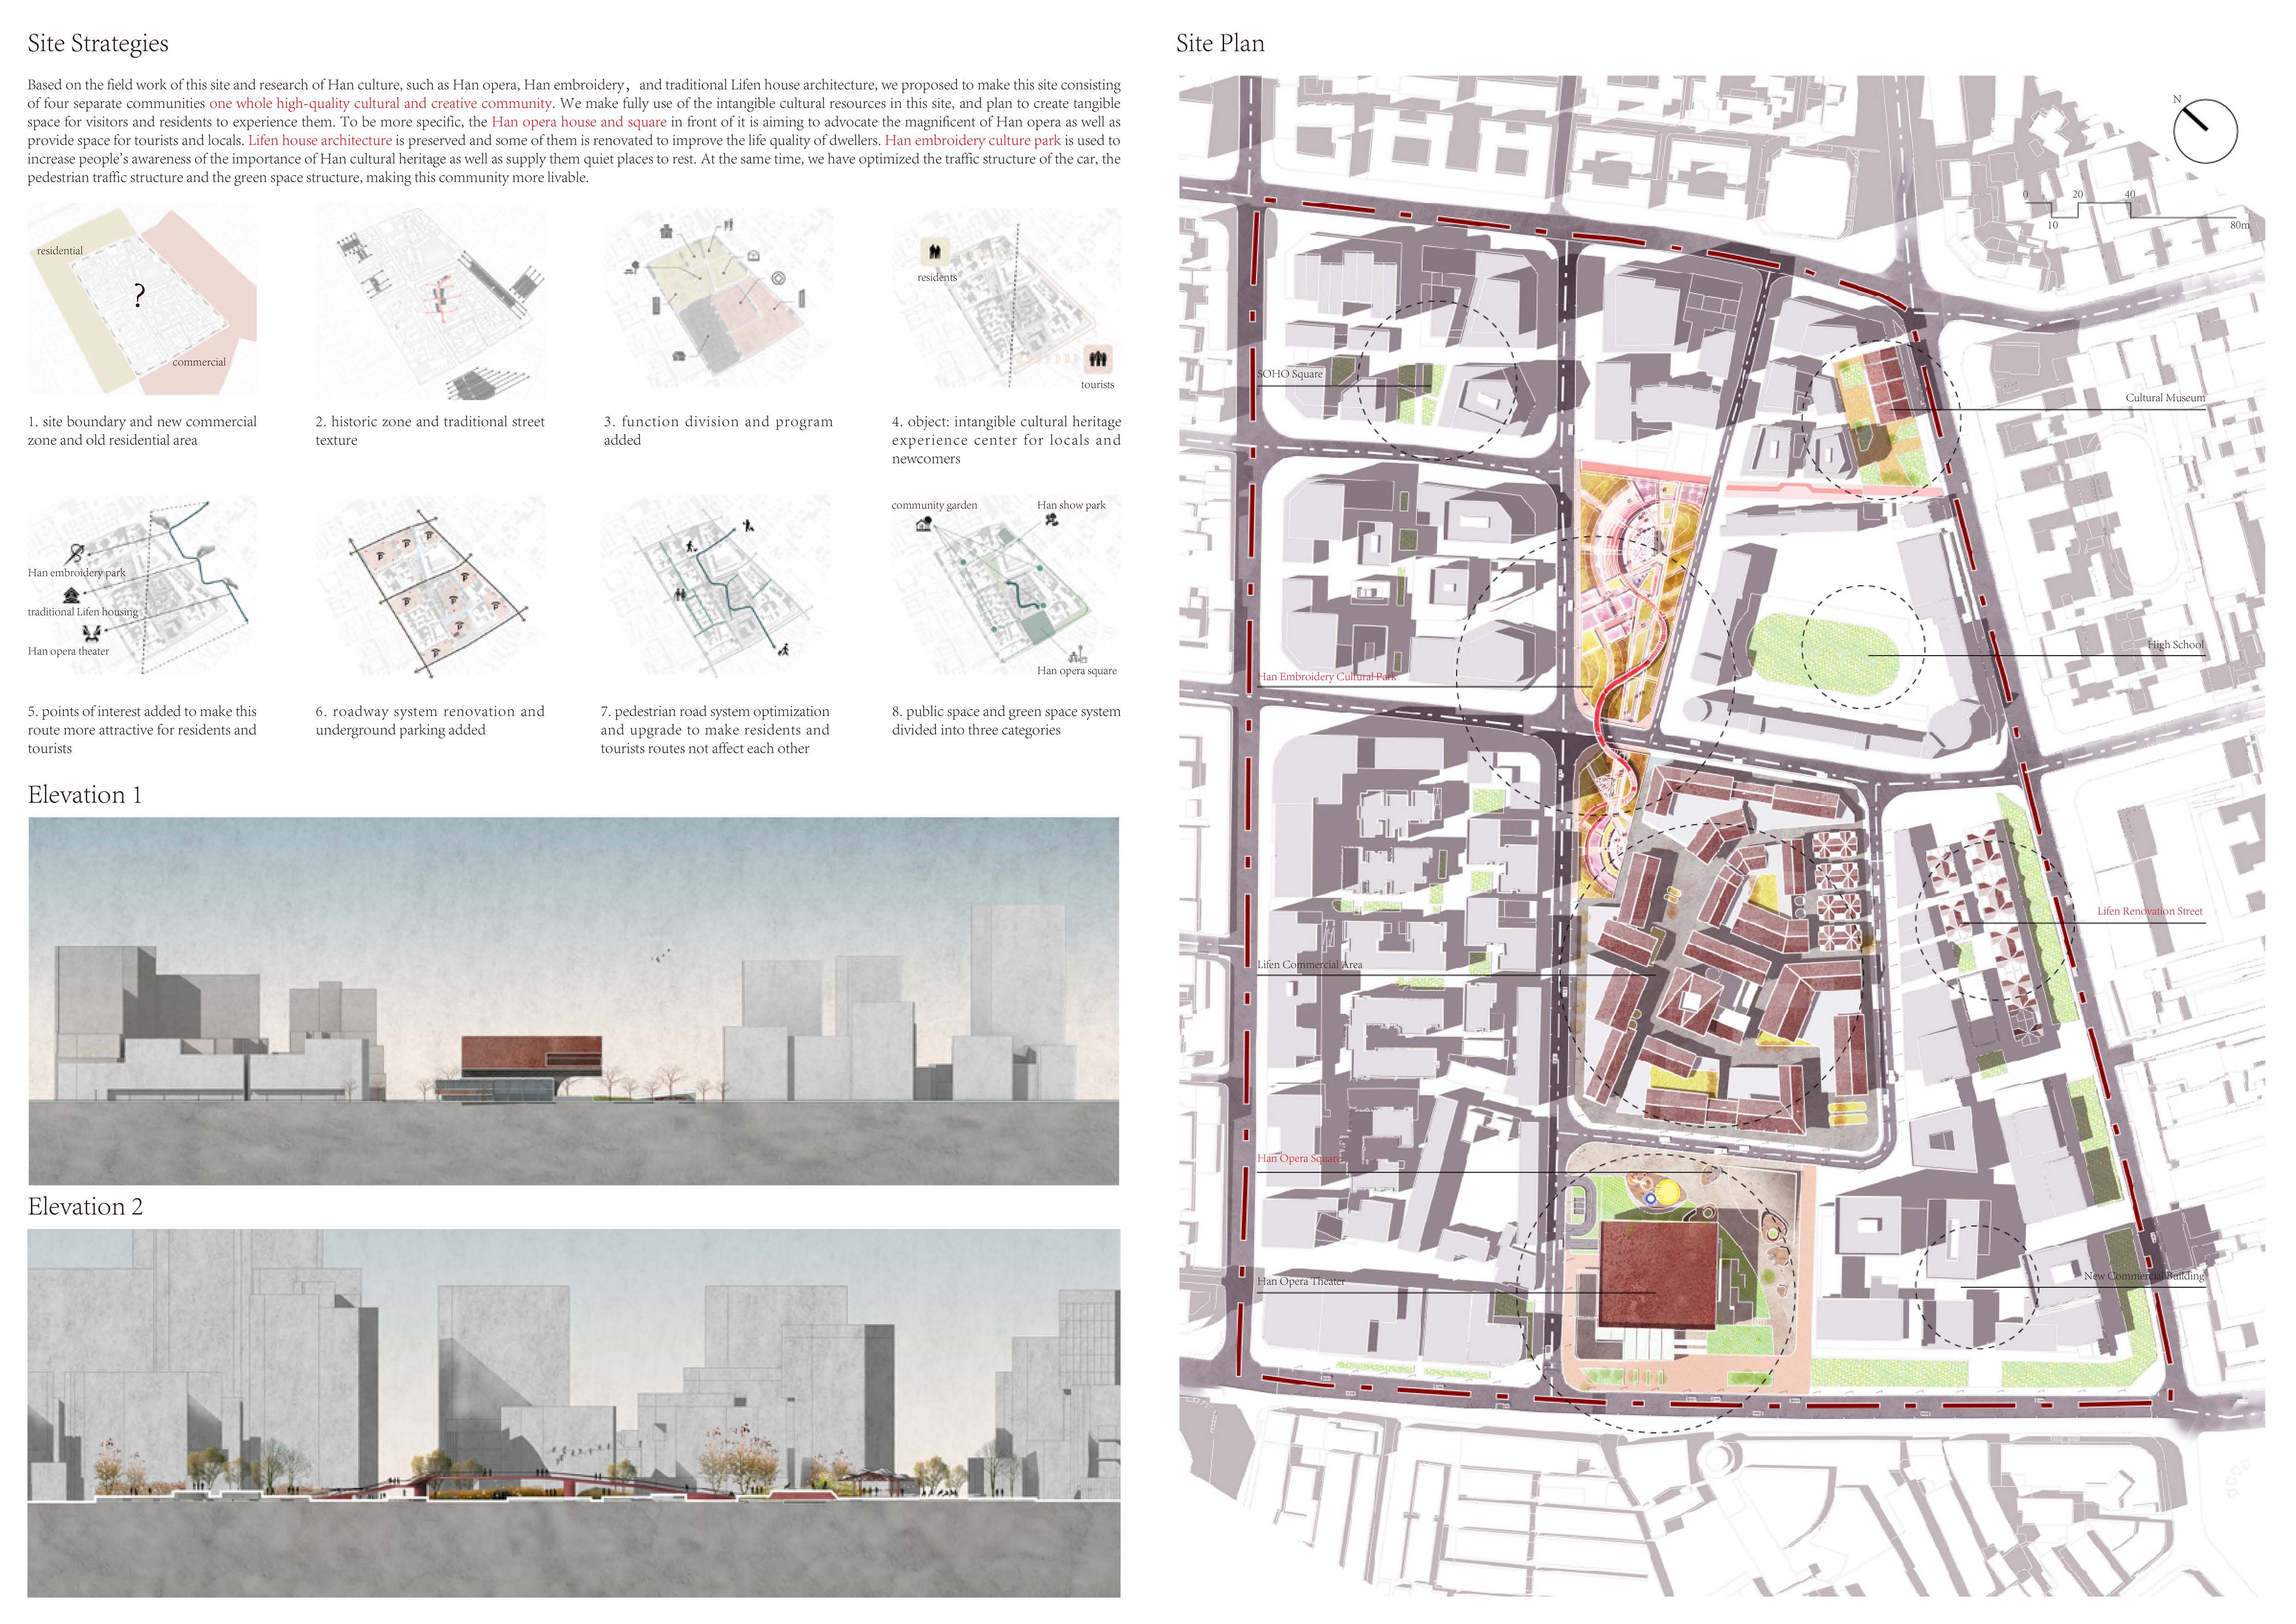 Site Strategies
Based on the field work of this site and research of Han culture, such as Han opera, Han embroidery，and traditional Lifen house architecture, we proposed to make this site consisting
of four separate communities one whole high-quality cultural and creative community. We make fully use of the intangible cultural resources in this site, and plan to create tangible
space for visitors and residents to experience them. To be more specific, the Han opera house and square in front of it is aiming to advocate the magnificent of Han opera as well as
provide space for tourists and locals. Lifen house architecture is preserved and some of them is renovated to improve the life quality of dwellers. Han embroidery culture park is used to
increase people's awareness of the importance of Han cultural heritage as well as supply them quiet places to rest. At the same time, we have optimized the traffic structure of the car, the
pedestrian traffic structure and the green space structure, making this community more livable.
residential
?
commercial
residents
tourists
1. site boundary and new commercial
zone and old residential area
2. historic zone and traditional street
texture
3. function division and program
added
4. object: intangible cultural heritage
experience center for locals and
newcomers
Han embroidery park
traditional Lifen housing
Han opera theater
community garden
Han show park
Han opera square
5. points of interest added to make this
route more attractive for residents and
tourists
6. roadway system renovation and
underground parking added
7. pedestrian road system optimization
and upgrade to make residents and
tourists routes not affect each other
8. public space and green space system
divided into three categories
Elevation 1
Elevation 2
Site Plan
N
0 20 40
10 80m
SOHO Square
Cultural Museum
High School
Han Embroidery Cultural Park
Lifen Renovation Street
Lifen Commercial Area
Han Opera Square
Han Opera Theater
New Commercial Building